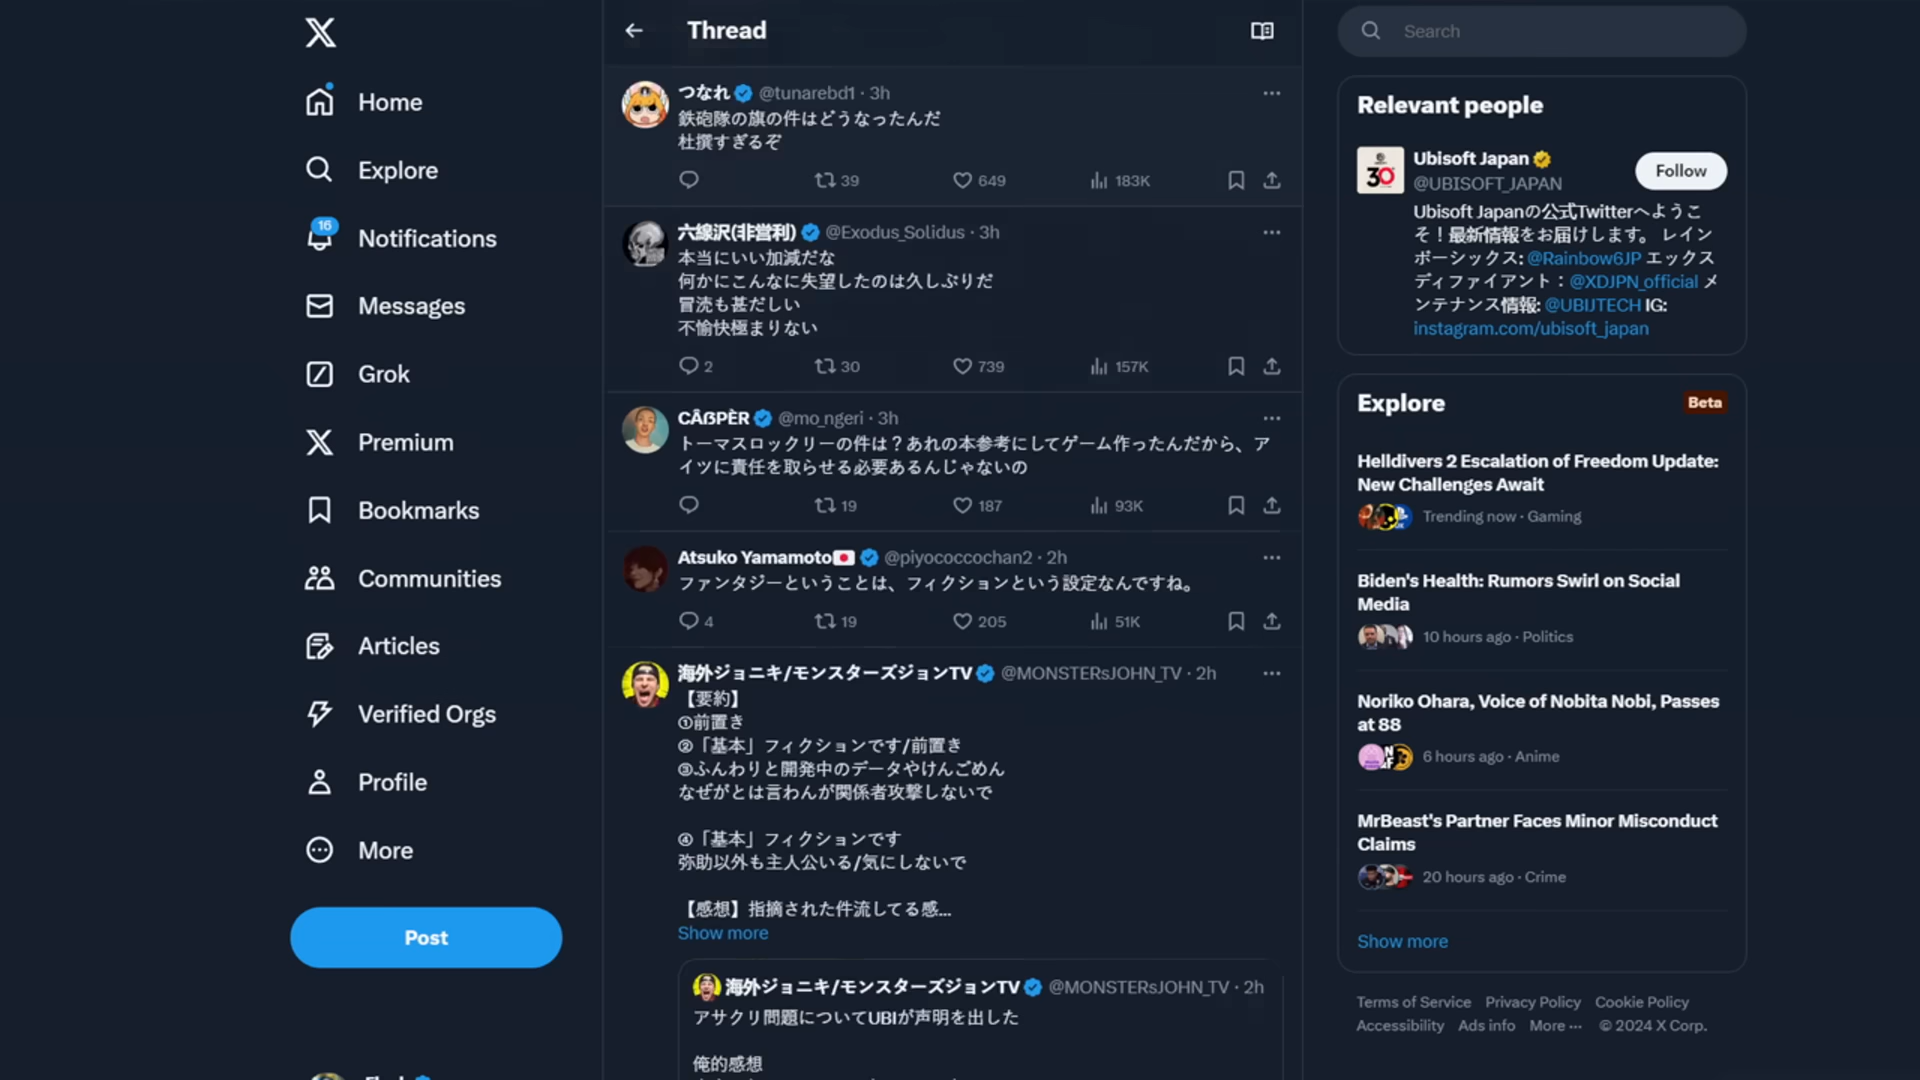 Home
Explore
16
Notifications
Messages
Grok
Premium
Bookmarks
Communities
Articles
Verified Orgs
Profile
More
Post
Thread
つなれ @tunarebd1 · 3h
鉄砲隊の旗の件はどうなったんだ
杜撰すぎるぞ
39 649 183K
六線沢(非営利) @Exodus_Solidus · 3h
本当にいい加減だな
何かにこんなに失望したのは久しぶりだ
冒涜も甚だしい
不愉快極まりない
2 30 739 157K
CÂßPÈR @mo_ngeri · 3h
トーマスロックリーの件は？あれの本参考にしてゲーム作ったんだから、ア
イツに責任を取らせる必要あるんじゃないの
19 187 93K
Atsuko Yamamoto🇯🇵 @piyococcochan2 · 2h
ファンタジーということは、フィクションという設定なんですね。
4 19 205 51K
海外ジョニキ/モンスターズジョンTV @MONSTERsJOHN_TV · 2h
【要約】
①前置き
②「基本」フィクションです/前置き
③ふんわりと開発中のデータやけんごめん
なぜがとは言わんが関係者攻撃しないで
④「基本」フィクションです
弥助以外も主人公いる/気にしないで
【感想】指摘された件流してる感...
Show more
海外ジョニキ/モンスターズジョンTV @MONSTERsJOHN_TV · 2h
アサクリ問題についてUBIが声明を出した
俺的感想
Search
Relevant people
30
Ubisoft Japan
@UBISOFT_JAPAN
Follow
Ubisoft Japanの公式Twitterへようこ
そ！最新情報をお届けします。 レイン
ボーシックス: @Rainbow6JP エックス
ディファイアント：@XDJPN_official メ
ンテナンス情報: @UBIJTECH IG:
instagram.com/ubisoft_japan
Explore
Beta
Helldivers 2 Escalation of Freedom Update:
New Challenges Await
Trending now · Gaming
Biden's Health: Rumors Swirl on Social
Media
10 hours ago · Politics
Noriko Ohara, Voice of Nobita Nobi, Passes
at 88
6 hours ago · Anime
MrBeast's Partner Faces Minor Misconduct
Claims
20 hours ago · Crime
Show more
Terms of Service Privacy Policy Cookie Policy
Accessibility Ads info More ··· © 2024 X Corp.